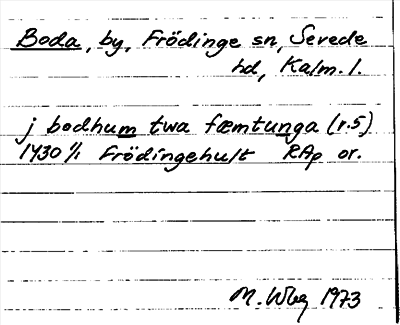 Boda, by, Frödinge sn, Sevede
hd, Kalm. l.
j bodhum twa fæmtunga (r.5)
1430 1/1 Frödingehult RAp or.
M. Wbg 1973